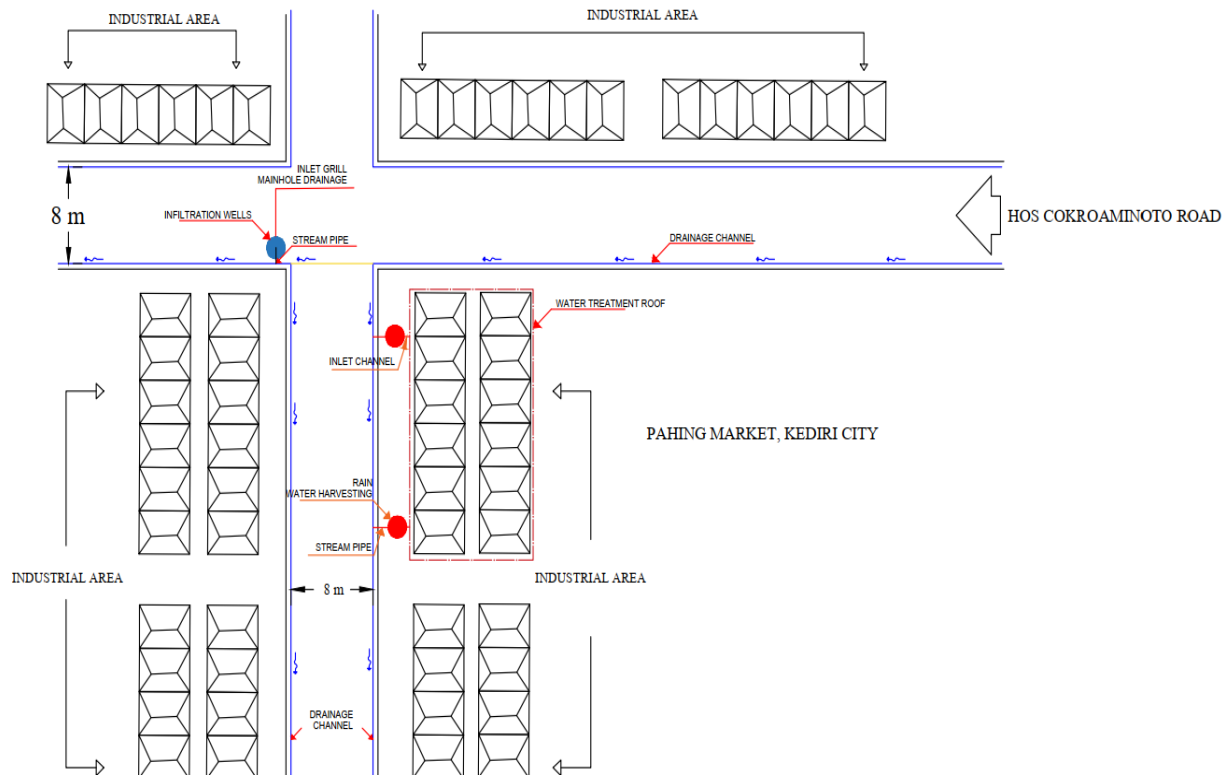 INDUSTRIAL AREA
INDUSTRIAL AREA
INLET GRILL
MAINHOLE DRAINAGE
8 m
INFILTRATION WELLS
STREAM PIPE
DRAINAGE CHANNEL
HOS COKROAMINOTO ROAD
WATER TREATMENT ROOF
INLET CHANNEL
PAHING MARKET, KEDIRI CITY
RAIN
WATER HARVESTING
STREAM PIPE
INDUSTRIAL AREA
8 m
INDUSTRIAL AREA
DRAINAGE
CHANNEL